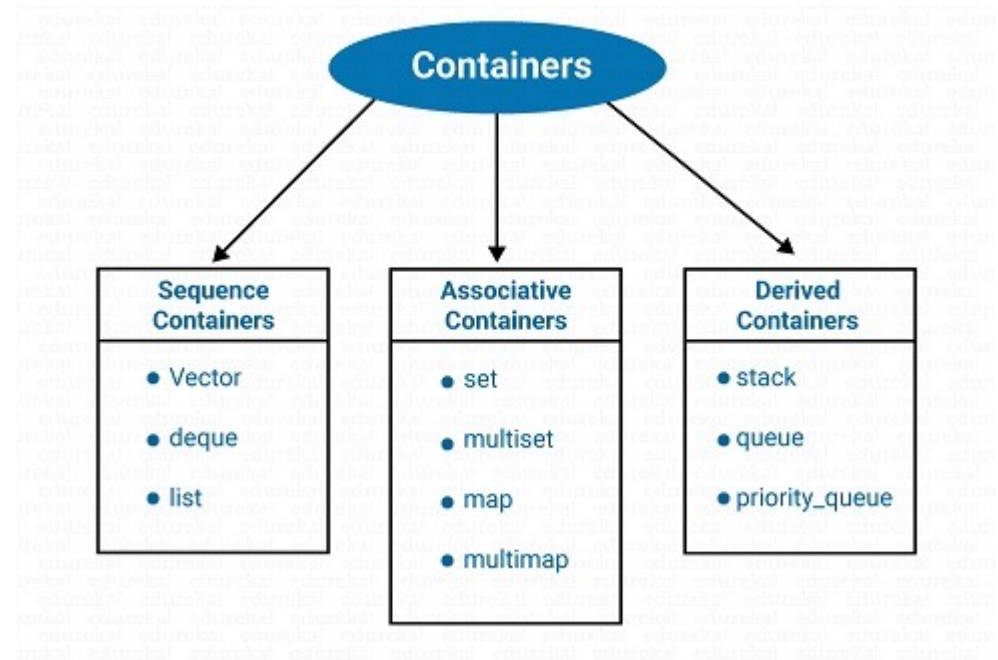 Containers
Sequence
Containers
Vector
deque
list
Associative
Containers
set
multiset
map
multimap
Derived
Containers
stack
queue
priority_queue